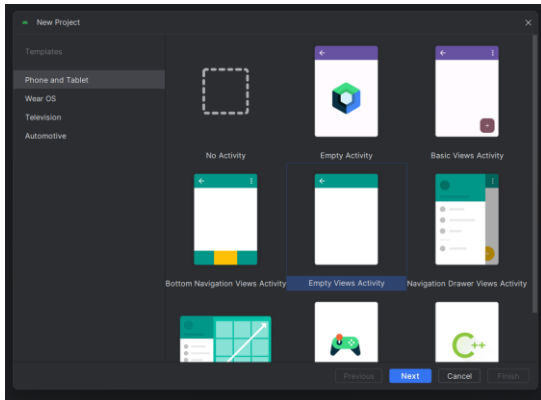 New Project
Templates
Phone and Tablet
Wear OS
Television
Automotive
No Activity
Empty Activity
Basic Views Activity
Bottom Navigation Views Activity
Empty Views Activity
Navigation Drawer Views Activity
C++
Previous
Next
Cancel
Finish